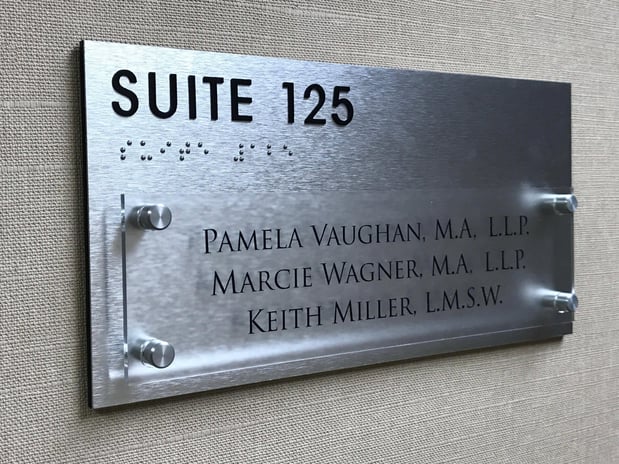 SUITE 125
⠎⠥⠊⠞⠑ ⠼⠁⠃⠑
PAMELA VAUGHAN, M.A, L.L.P.
MARCIE WAGNER, M.A, L.L.P.
KEITH MILLER, L.M.S.W.